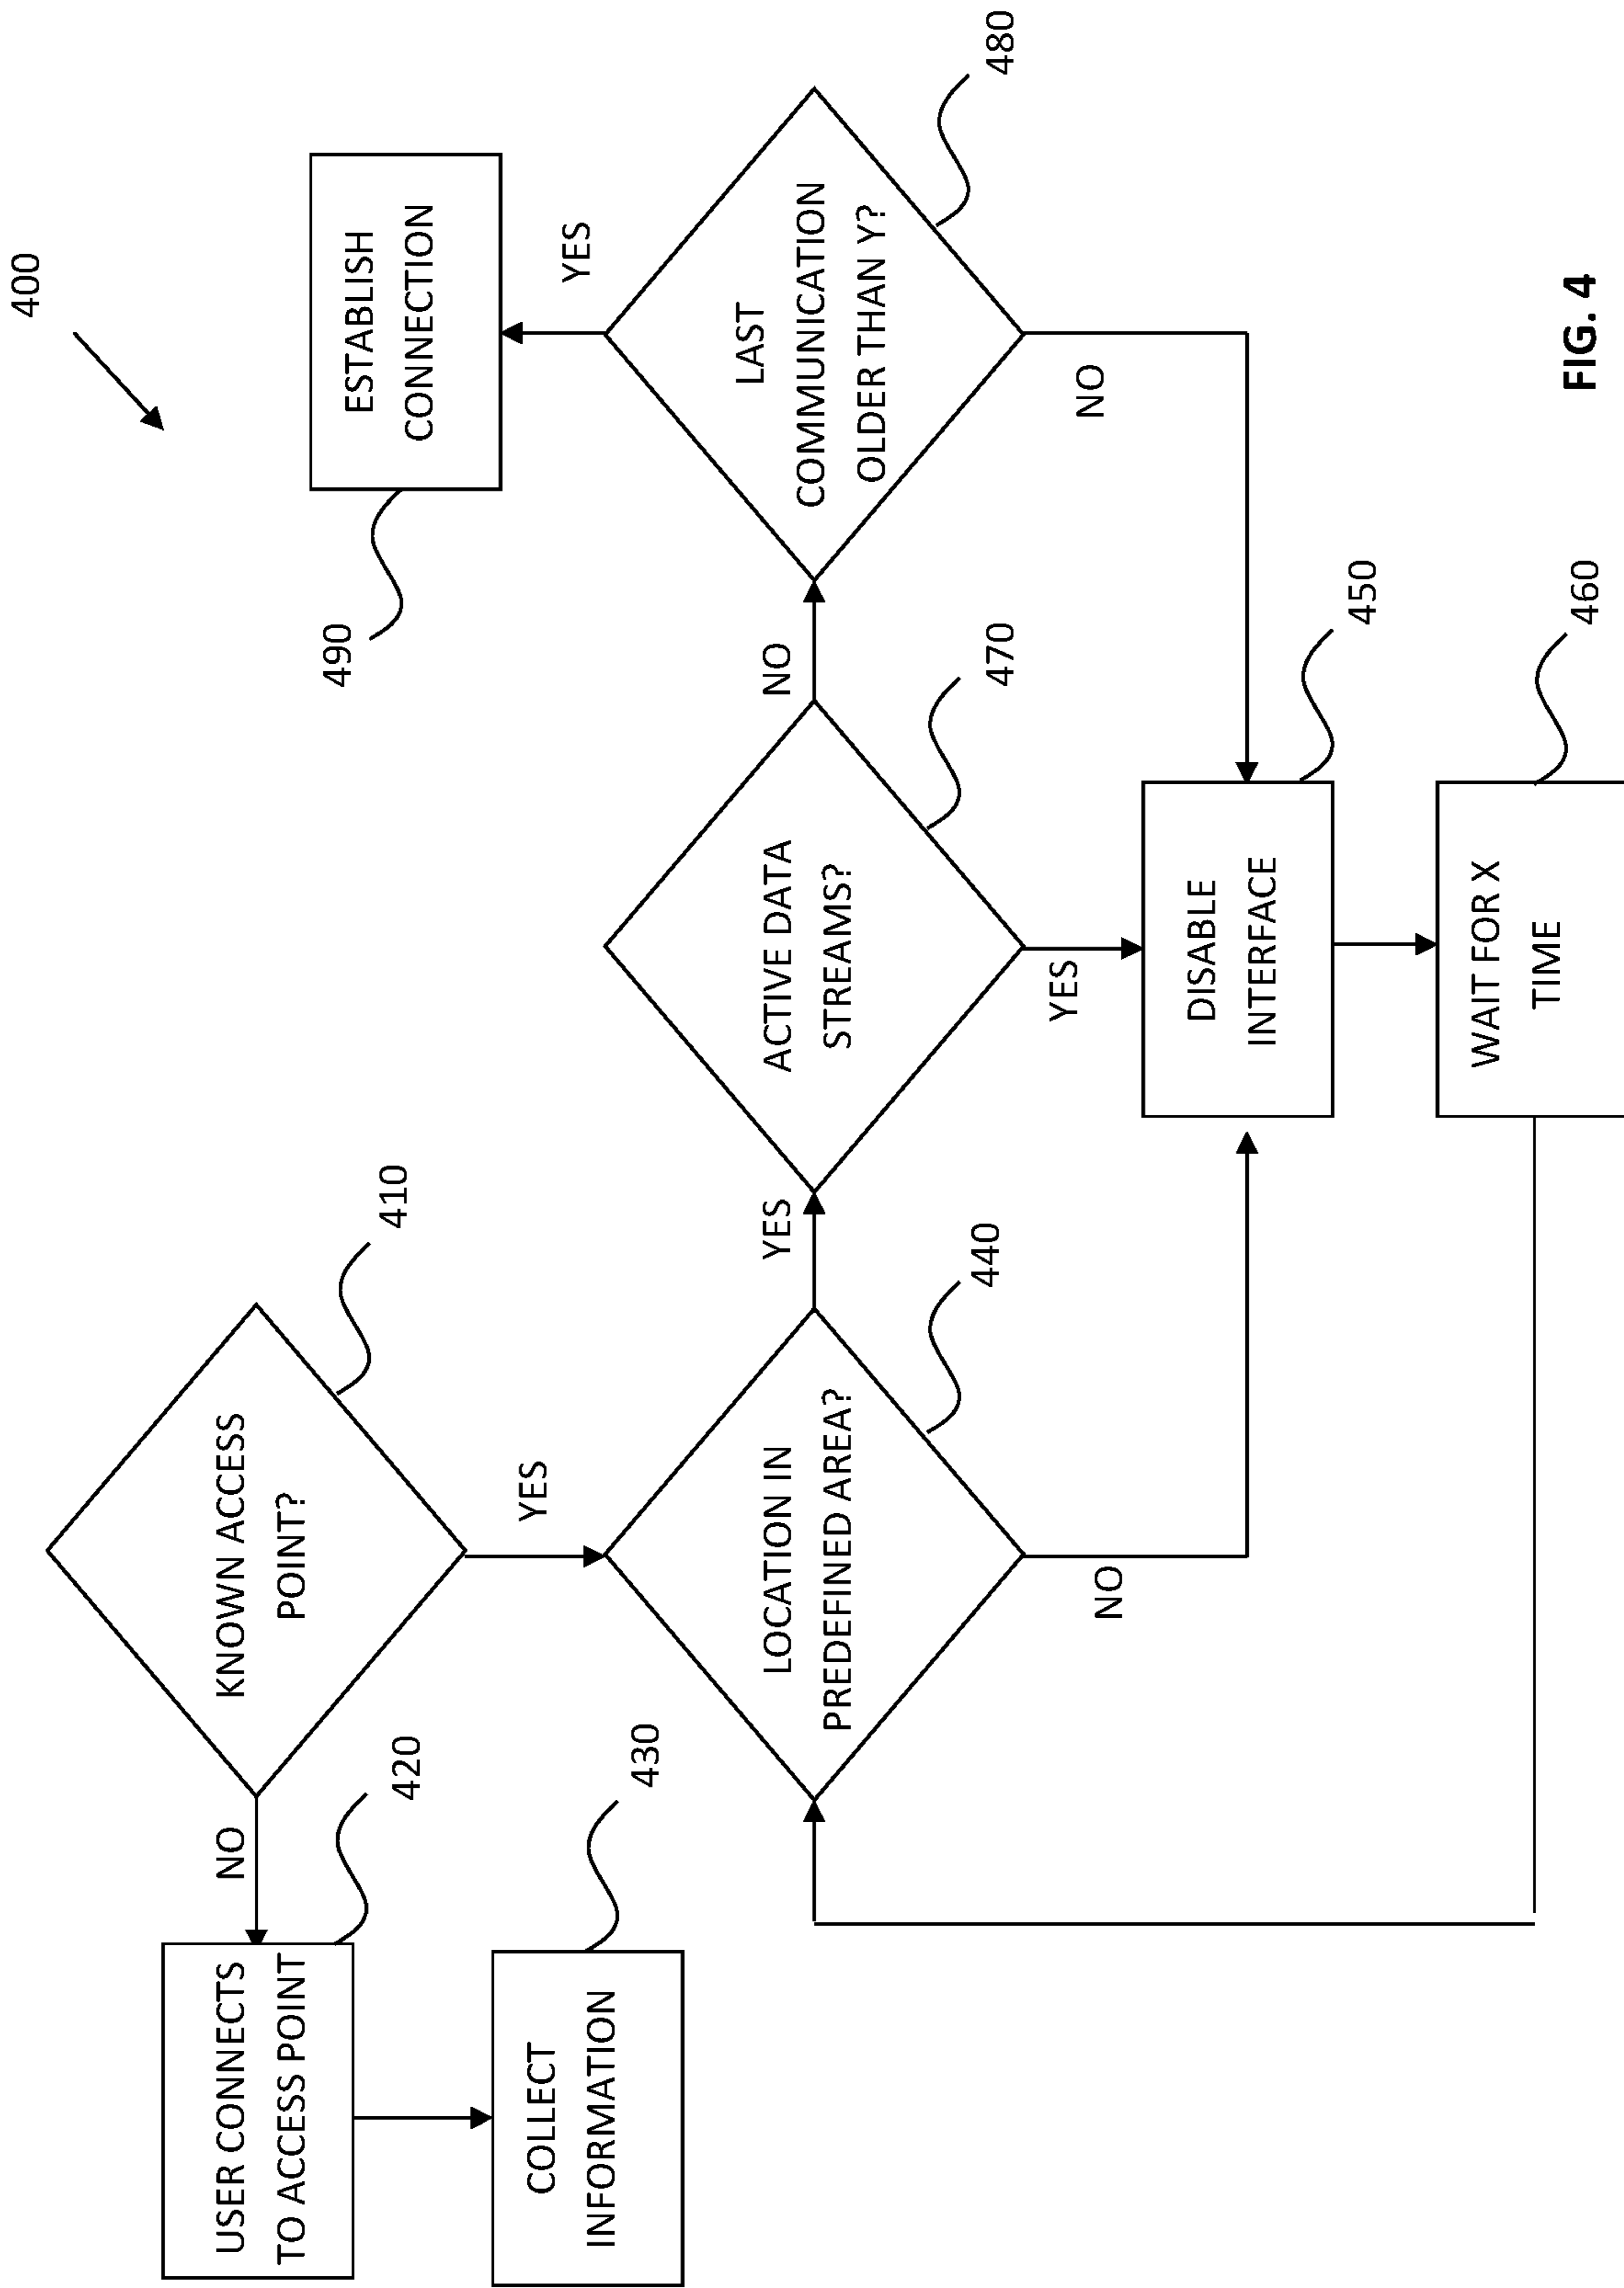 400
KNOWN ACCESS
POINT?
410
NO
YES
USER CONNECTS
TO ACCESS POINT
420
COLLECT
INFORMATION
430
LOCATION IN
PREDEFINED AREA?
440
YES
NO
ACTIVE DATA
STREAMS?
470
NO
YES
LAST
COMMUNICATION
OLDER THAN Y?
480
YES
NO
ESTABLISH
CONNECTION
490
DISABLE
INTERFACE
450
WAIT FOR X
TIME
460
FIG. 4